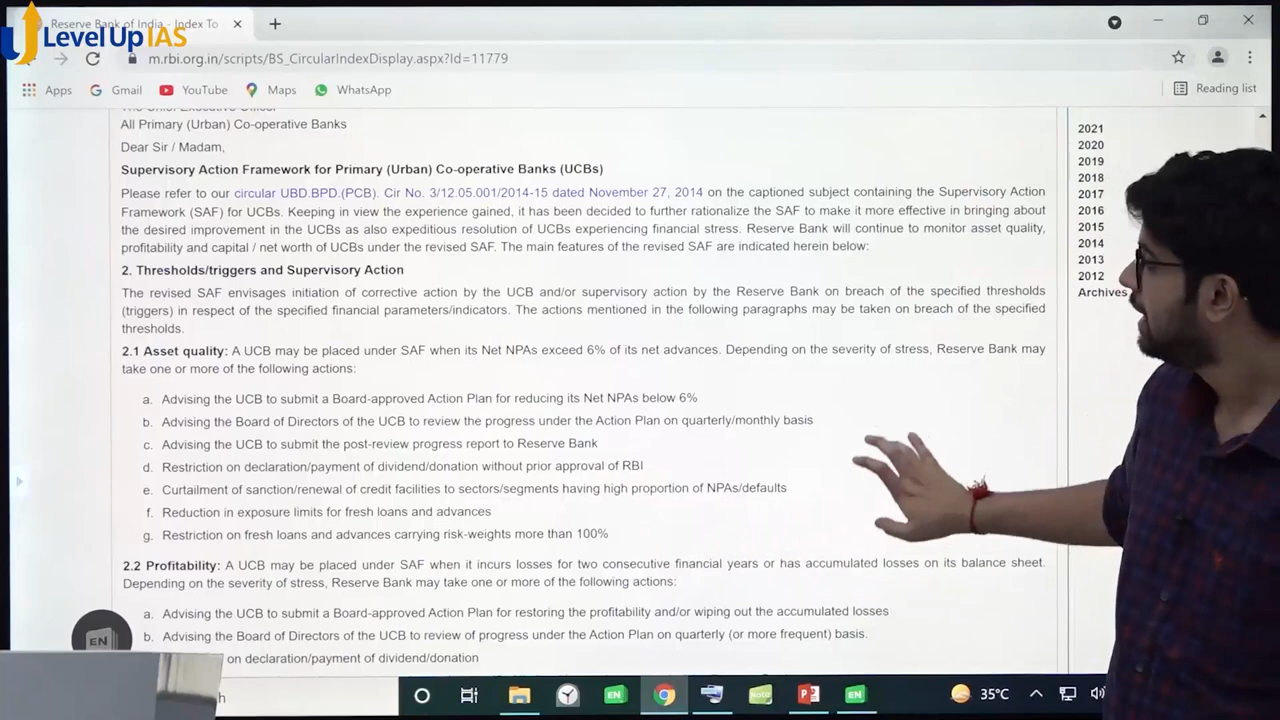 Level Up IAS
Reserve Bank of India - Index To
m.rbi.org.in/scripts/BS_CircularIndexDisplay.aspx?Id=11779
Apps Gmail YouTube Maps WhatsApp Reading list
The Chief Executive Officer
All Primary (Urban) Co-operative Banks
Dear Sir / Madam,
Supervisory Action Framework for Primary (Urban) Co-operative Banks (UCBs)
Please refer to our circular UBD.BPD.(PCB). Cir No. 3/12.05.001/2014-15 dated November 27, 2014 on the captioned subject containing the Supervisory Action
Framework (SAF) for UCBs. Keeping in view the experience gained, it has been decided to further rationalize the SAF to make it more effective in bringing about
the desired improvement in the UCBs as also expeditious resolution of UCBs experiencing financial stress. Reserve Bank will continue to monitor asset quality,
profitability and capital / net worth of UCBs under the revised SAF. The main features of the revised SAF are indicated herein below:
2. Thresholds/triggers and Supervisory Action
The revised SAF envisages initiation of corrective action by the UCB and/or supervisory action by the Reserve Bank on breach of the specified thresholds
(triggers) in respect of the specified financial parameters/indicators. The actions mentioned in the following paragraphs may be taken on breach of the specified
thresholds.
2.1 Asset quality: A UCB may be placed under SAF when its Net NPAs exceed 6% of its net advances. Depending on the severity of stress, Reserve Bank may
take one or more of the following actions:
a. Advising the UCB to submit a Board-approved Action Plan for reducing its Net NPAs below 6%
b. Advising the Board of Directors of the UCB to review the progress under the Action Plan on quarterly/monthly basis
c. Advising the UCB to submit the post-review progress report to Reserve Bank
d. Restriction on declaration/payment of dividend/donation without prior approval of RBI
e. Curtailment of sanction/renewal of credit facilities to sectors/segments having high proportion of NPAs/defaults
f. Reduction in exposure limits for fresh loans and advances
g. Restriction on fresh loans and advances carrying risk-weights more than 100%
2.2 Profitability: A UCB may be placed under SAF when it incurs losses for two consecutive financial years or has accumulated losses on its balance sheet.
Depending on the severity of stress, Reserve Bank may take one or more of the following actions:
a. Advising the UCB to submit a Board-approved Action Plan for restoring the profitability and/or wiping out the accumulated losses
b. Advising the Board of Directors of the UCB to review of progress under the Action Plan on quarterly (or more frequent) basis.
on declaration/payment of dividend/donation
2021
2020
2019
2018
2017
2016
2015
2014
2013
2012
Archives
EN
h
EN
Note
EN
35°C